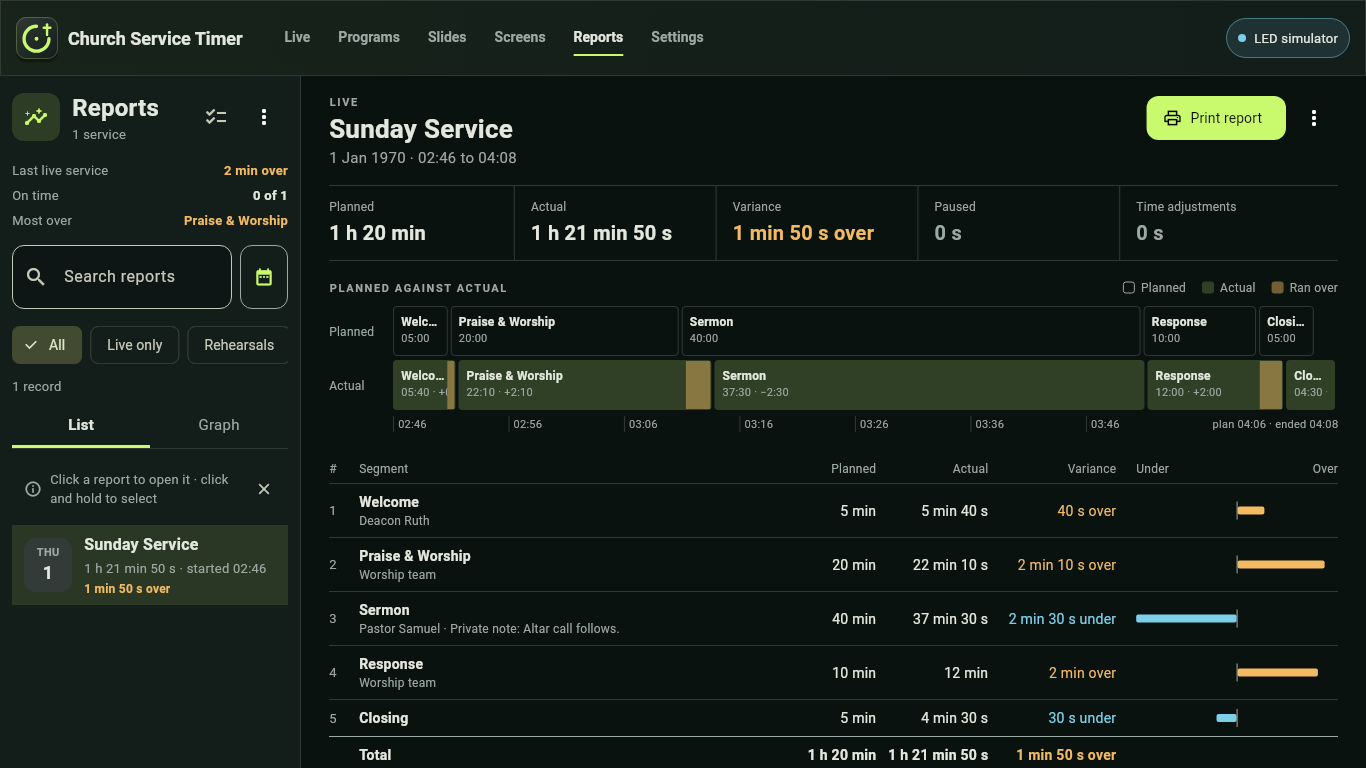 Church Service Timer
Live
Programs
Slides
Screens
Reports
Settings
LED simulator
Reports
1 service
Last live service 2 min over
On time 0 of 1
Most over Praise & Worship
Search reports
All
Live only
Rehearsals
1 record
List
Graph
Click a report to open it · click
and hold to select
THU
1
Sunday Service
1 h 21 min 50 s · started 02:46
1 min 50 s over
LIVE
Sunday Service
1 Jan 1970 · 02:46 to 04:08
Print report
Planned
1 h 20 min
Actual
1 h 21 min 50 s
Variance
1 min 50 s over
Paused
0 s
Time adjustments
0 s
PLANNED AGAINST ACTUAL
Planned
Actual
Ran over
Planned
Welc…
05:00
Praise & Worship
20:00
Sermon
40:00
Response
10:00
Closi…
05:00
Actual
Welco…
05:40 · +0
Praise & Worship
22:10 · +2:10
Sermon
37:30 · −2:30
Response
12:00 · +2:00
Clo…
04:30 ·
02:46
02:56
03:06
03:16
03:26
03:36
03:46
plan 04:06 · ended 04:08
# Segment Planned Actual Variance Under Over
1 Welcome 5 min 5 min 40 s 40 s over
Deacon Ruth
2 Praise & Worship 20 min 22 min 10 s 2 min 10 s over
Worship team
3 Sermon 40 min 37 min 30 s 2 min 30 s under
Pastor Samuel · Private note: Altar call follows.
4 Response 10 min 12 min 2 min over
Worship team
5 Closing 5 min 4 min 30 s 30 s under
Total 1 h 20 min 1 h 21 min 50 s 1 min 50 s over